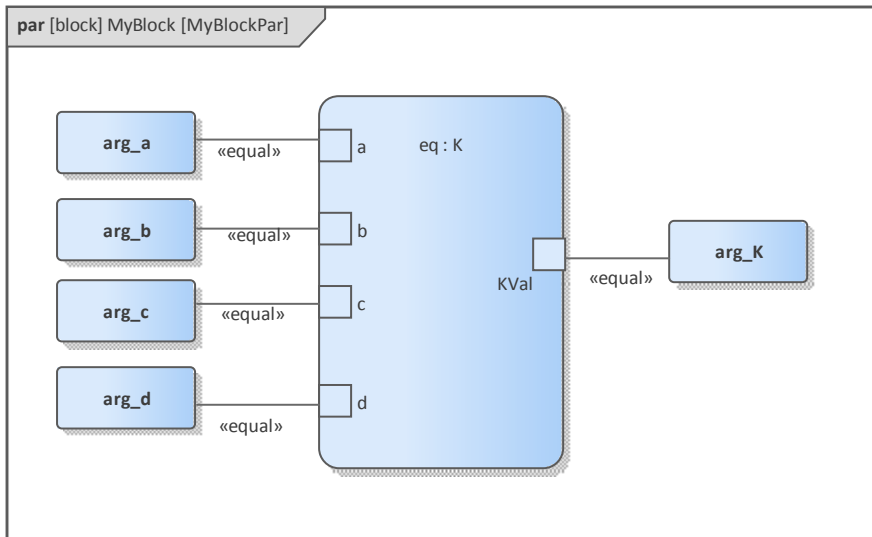 par [block] MyBlock [MyBlockPar]
arg_a
«equal»
a
eq : K
arg_b
«equal»
b
arg_K
«equal»
KVal
arg_c
«equal»
c
arg_d
«equal»
d